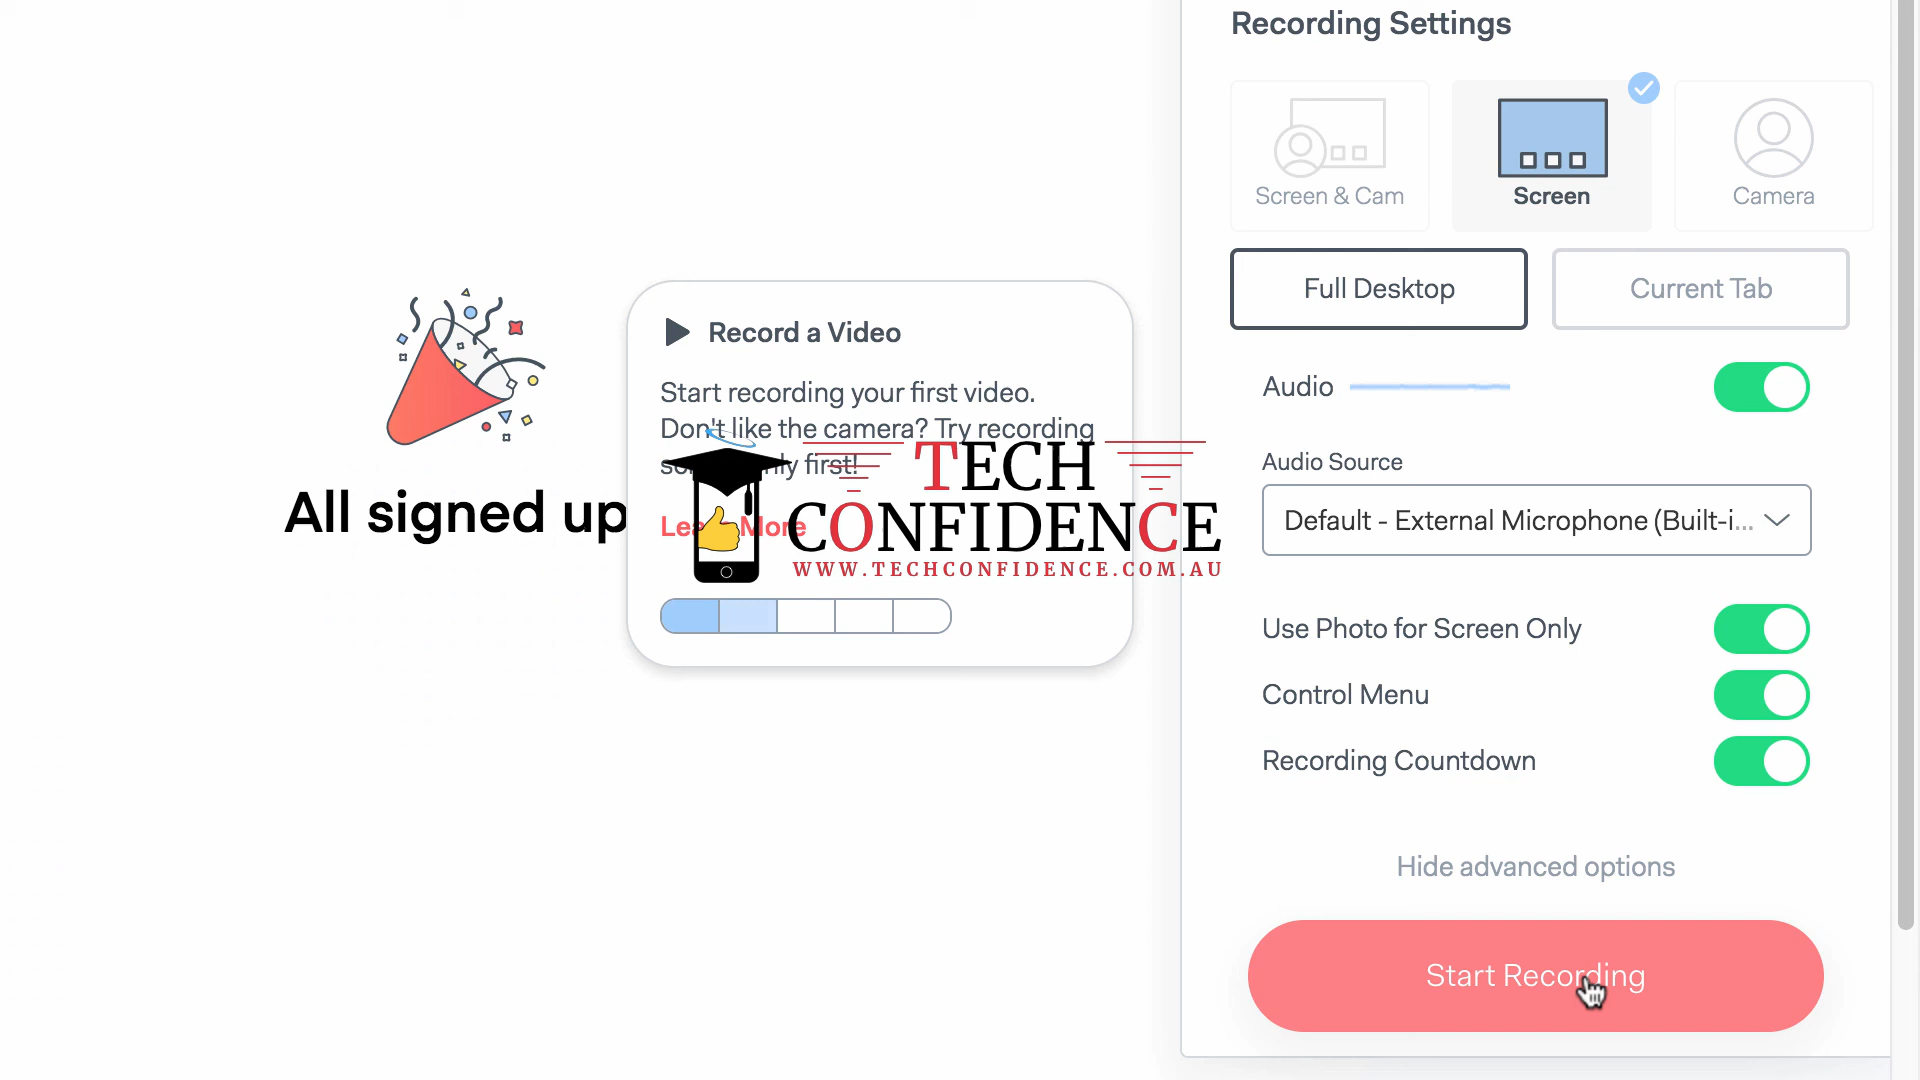 Recording Settings
Screen & Cam
Screen
Camera
Full Desktop
Current Tab
Audio
Audio Source
Default - External Microphone (Built-i...
Use Photo for Screen Only
Control Menu
Recording Countdown
Hide advanced options
Start Recording
All signed up
Record a Video
Start recording your first video.
Don't like the camera? Try recording
first!
More
TECH
CONFIDENCE
WWW.TECHCONFIDENCE.COM.AU